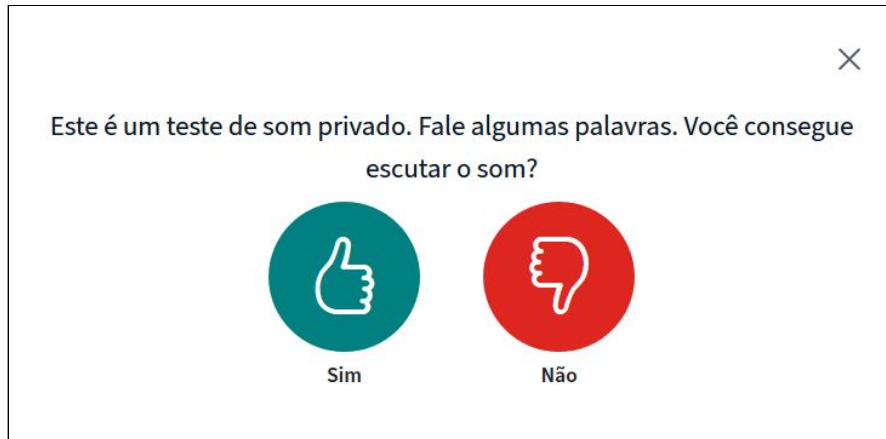 Este é um teste de som privado. Fale algumas palavras. Você consegue
escutar o som?
Sim
Não